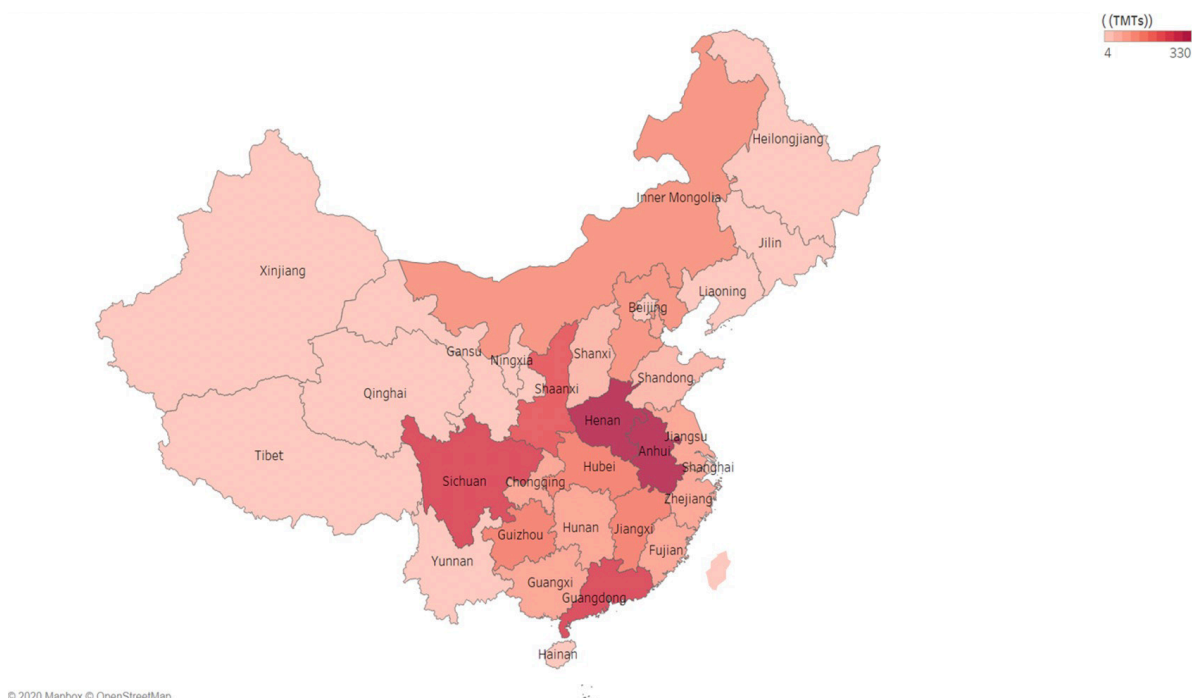 ((TMTs))
4 330
Heilongjiang
Inner Mongolia
Jilin
Xinjiang
Liaoning
Beijing
Gansu
Ningxia
Shanxi
Shandong
Shaanxi
Qinghai
Henan
Jiangsu
Anhui
Tibet
Hubei
Shanghai
Sichuan
Chongqing
Zhejiang
Hunan
Jiangxi
Guizhou
Fujian
Yunnan
Guangxi
Guangdong
Hainan
© 2020 Mapbox © OpenStreetMap